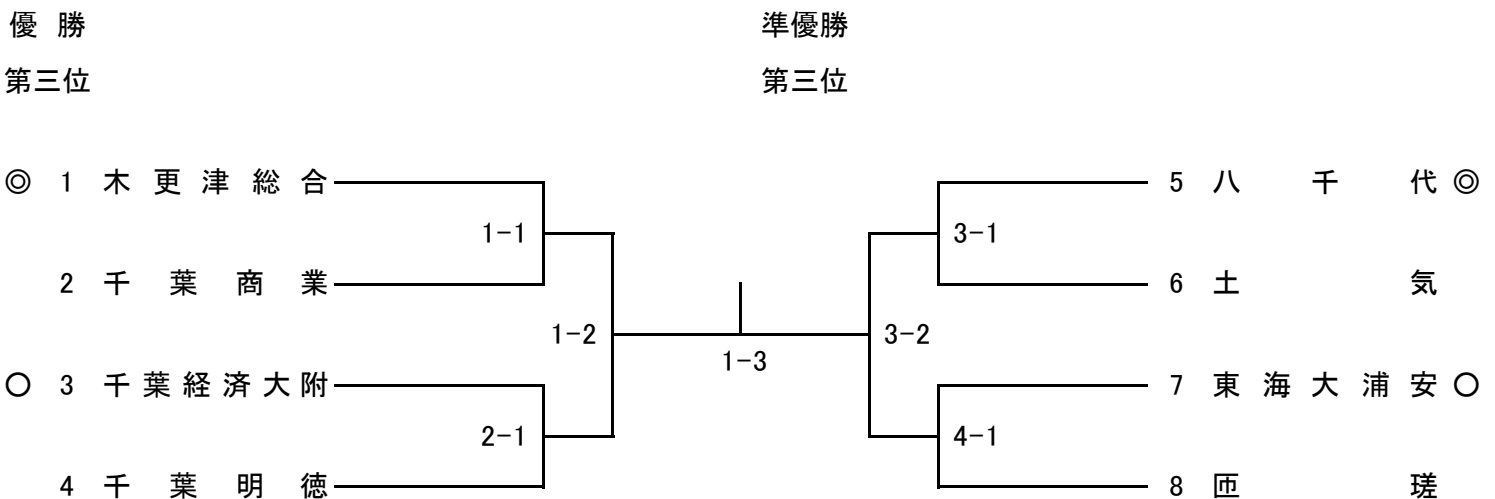 優 勝 準優勝
第三位 第三位
◎ 1 木更津総合 5 八千代 ◎
1-1 3-1
2 千葉商業 6 土気
1-2 3-2
1-3
○ 3 千葉経済大附 7 東海大浦安 ○
2-1 4-1
4 千葉明徳 8 匝瑳